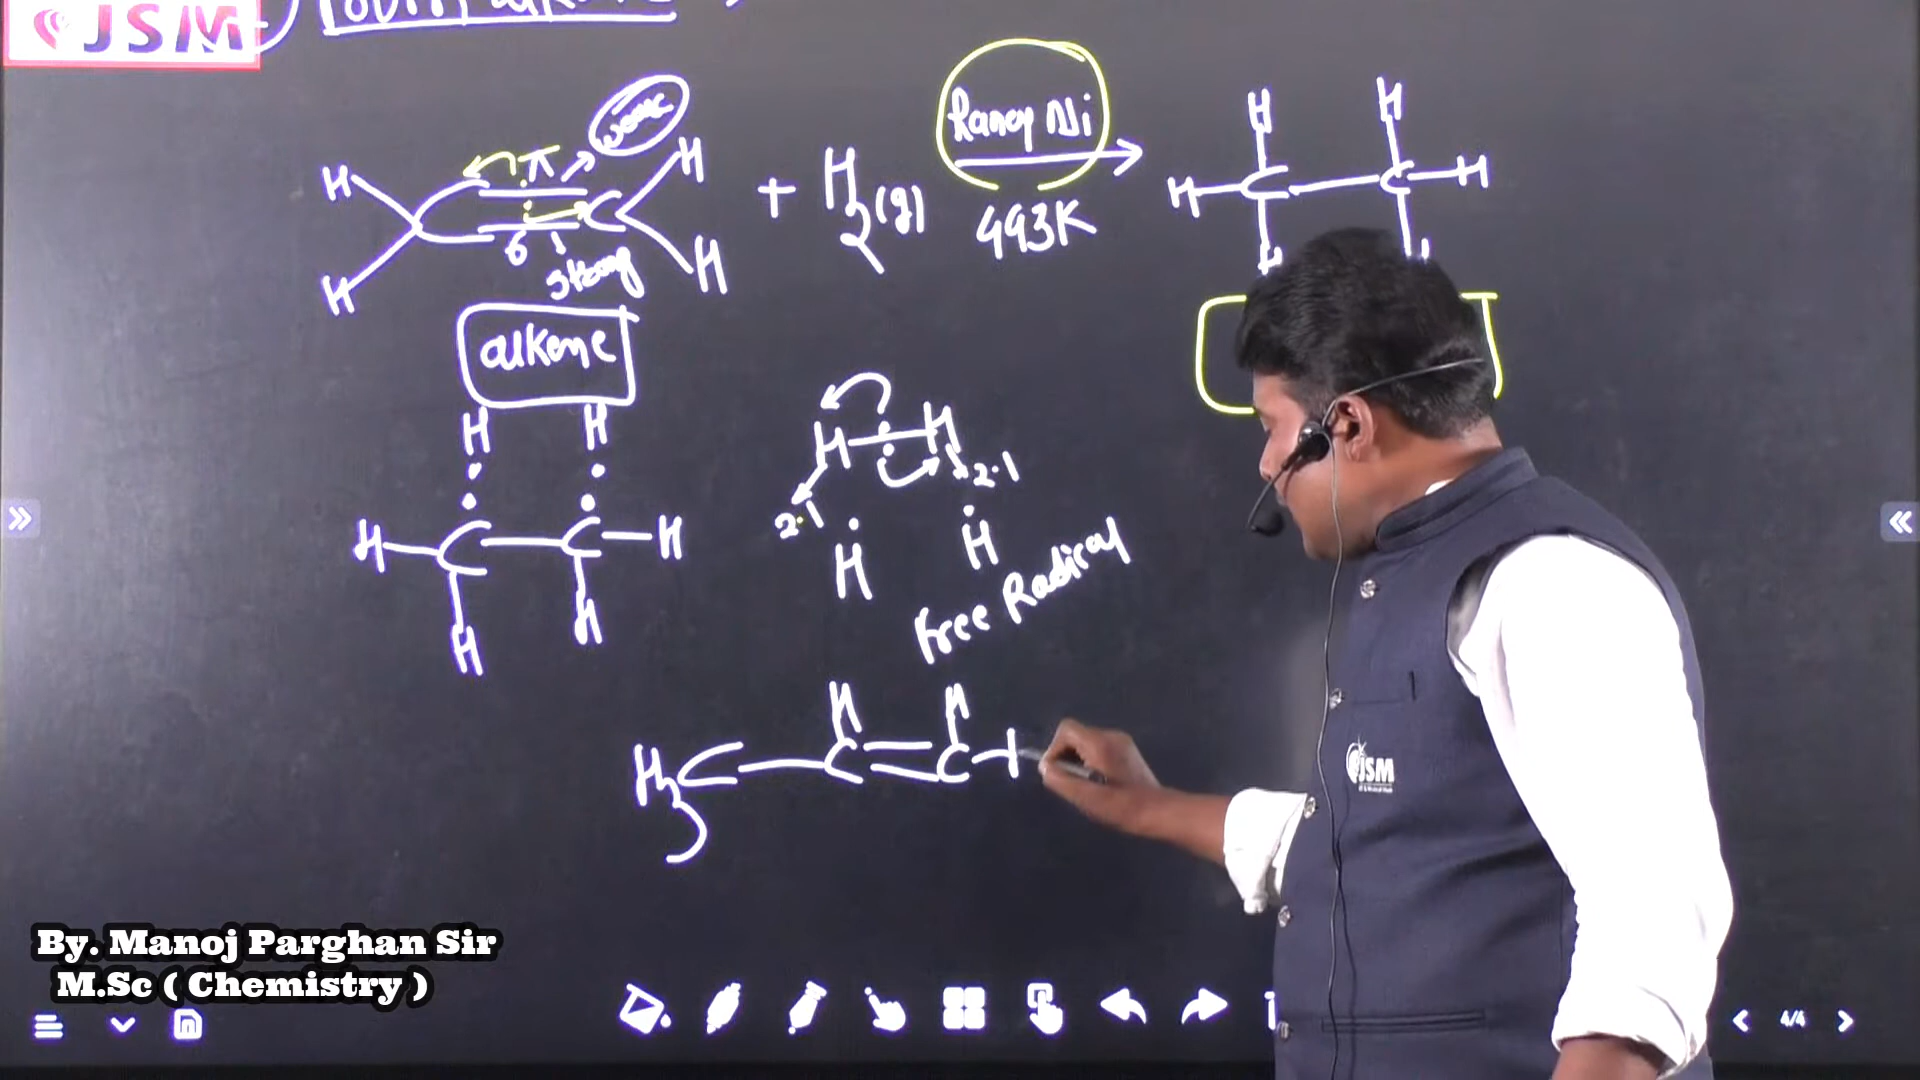 JSM
H π weak H + H2(g) Raney Ni 493K H H
H C C H H C C H
H 6 strong H
alkene
H H H H
2.1 2.1
H C C H H H
H H Free Radical
H H
H3C C C
JSM
By. Manoj Parghan Sir
M.Sc ( Chemistry )
4/4